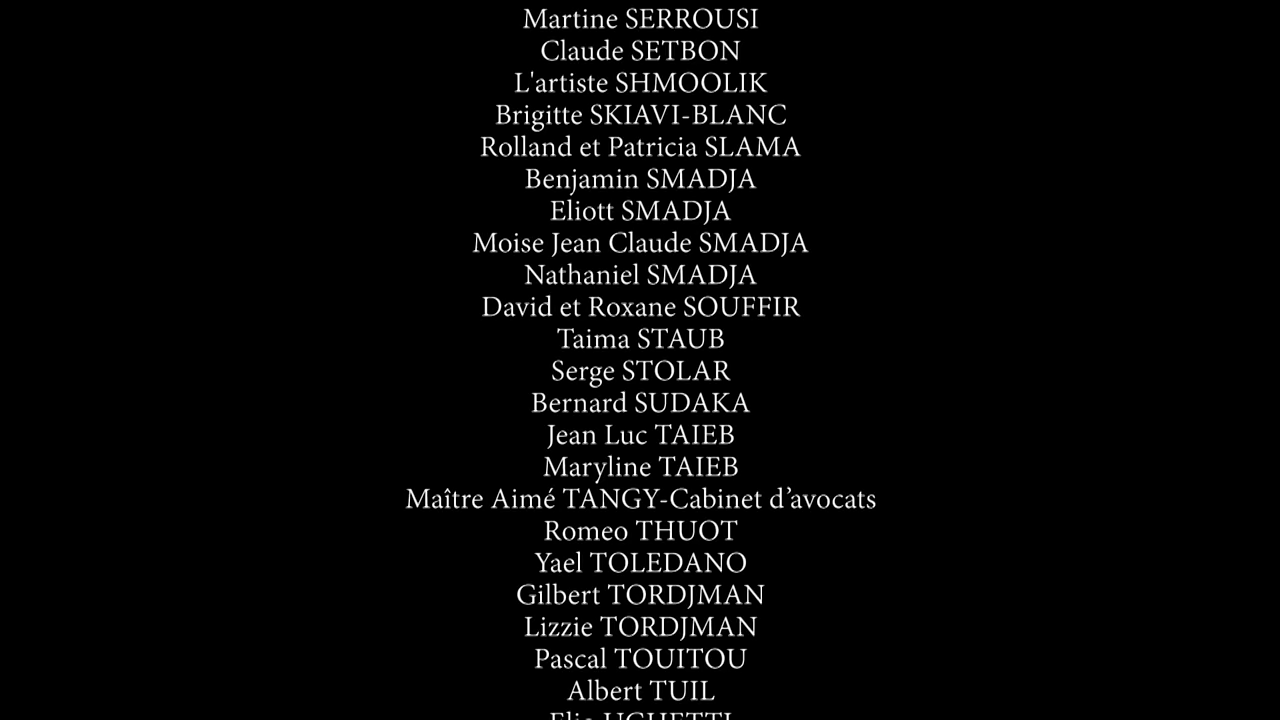 Martine SERROUSI
Claude SETBON
L'artiste SHMOOLIK
Brigitte SKIAVI-BLANC
Rolland et Patricia SLAMA
Benjamin SMADJA
Eliott SMADJA
Moise Jean Claude SMADJA
Nathaniel SMADJA
David et Roxane SOUFFIR
Taima STAUB
Serge STOLAR
Bernard SUDAKA
Jean Luc TAIEB
Maryline TAIEB
Maître Aimé TANGY-Cabinet d’avocats
Romeo THUOT
Yael TOLEDANO
Gilbert TORDJMAN
Lizzie TORDJMAN
Pascal TOUITOU
Albert TUIL